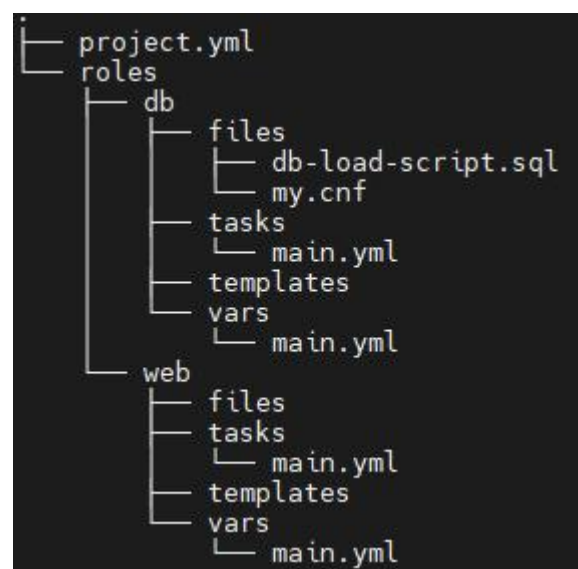 .
├── project.yml
└── roles
    ├── db
    │   ├── files
    │   │   ├── db-load-script.sql
    │   │   └── my.cnf
    │   ├── tasks
    │   │   └── main.yml
    │   ├── templates
    │   └── vars
    │       └── main.yml
    └── web
        ├── files
        ├── tasks
        │   └── main.yml
        ├── templates
        └── vars
            └── main.yml